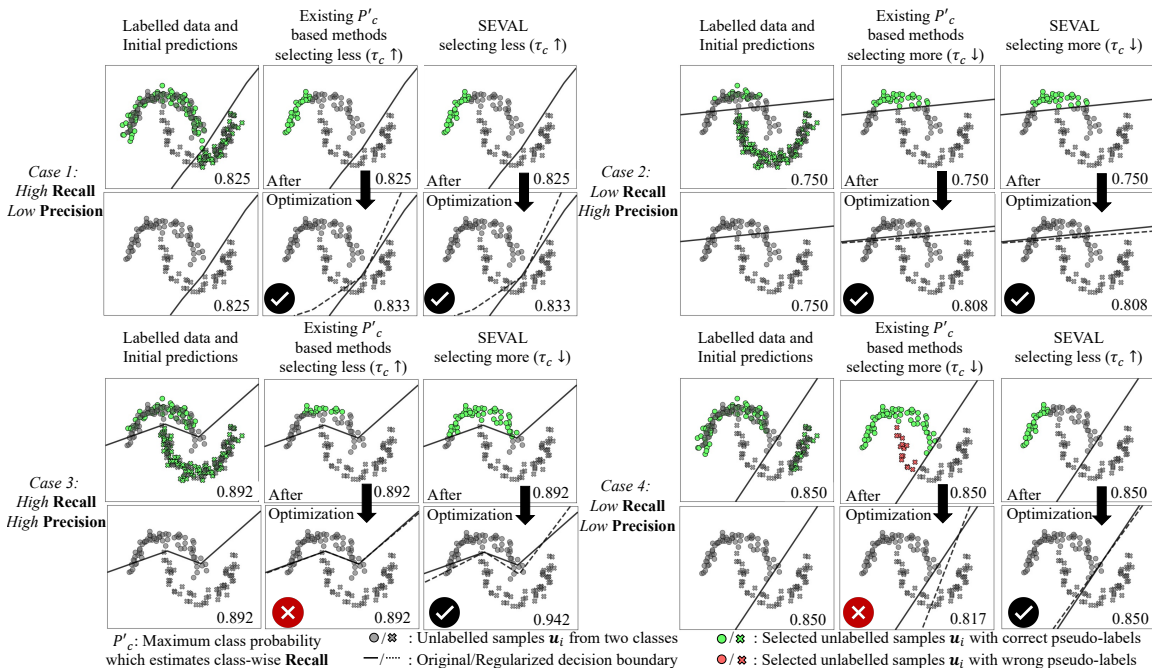 Labelled data and
Initial predictions
Existing P′c
based methods
selecting less (τc ↑)
SEVAL
selecting less (τc ↑)
Case 1:
High Recall
Low Precision
0.825
After
0.825
After
0.825
0.825
Optimization
0.833
Optimization
0.833
Labelled data and
Initial predictions
Existing P′c
based methods
selecting more (τc ↓)
SEVAL
selecting more (τc ↓)
Case 2:
Low Recall
High Precision
0.750
After
0.750
After
0.750
0.750
Optimization
0.808
Optimization
0.808
Labelled data and
Initial predictions
Existing P′c
based methods
selecting less (τc ↑)
SEVAL
selecting more (τc ↓)
Case 3:
High Recall
High Precision
0.892
After
0.892
After
0.892
0.892
Optimization
0.892
Optimization
0.942
Labelled data and
Initial predictions
Existing P′c
based methods
selecting more (τc ↓)
SEVAL
selecting less (τc ↑)
Case 4:
Low Recall
Low Precision
0.850
After
0.850
After
0.850
0.850
Optimization
0.817
Optimization
0.850
P′c: Maximum class probability
which estimates class-wise Recall
/ : Unlabelled samples ui from two classes
/ : Original/Regularized decision boundary
/ : Selected unlabelled samples ui with correct pseudo-labels
/ : Selected unlabelled samples ui with wrong pseudo-labels